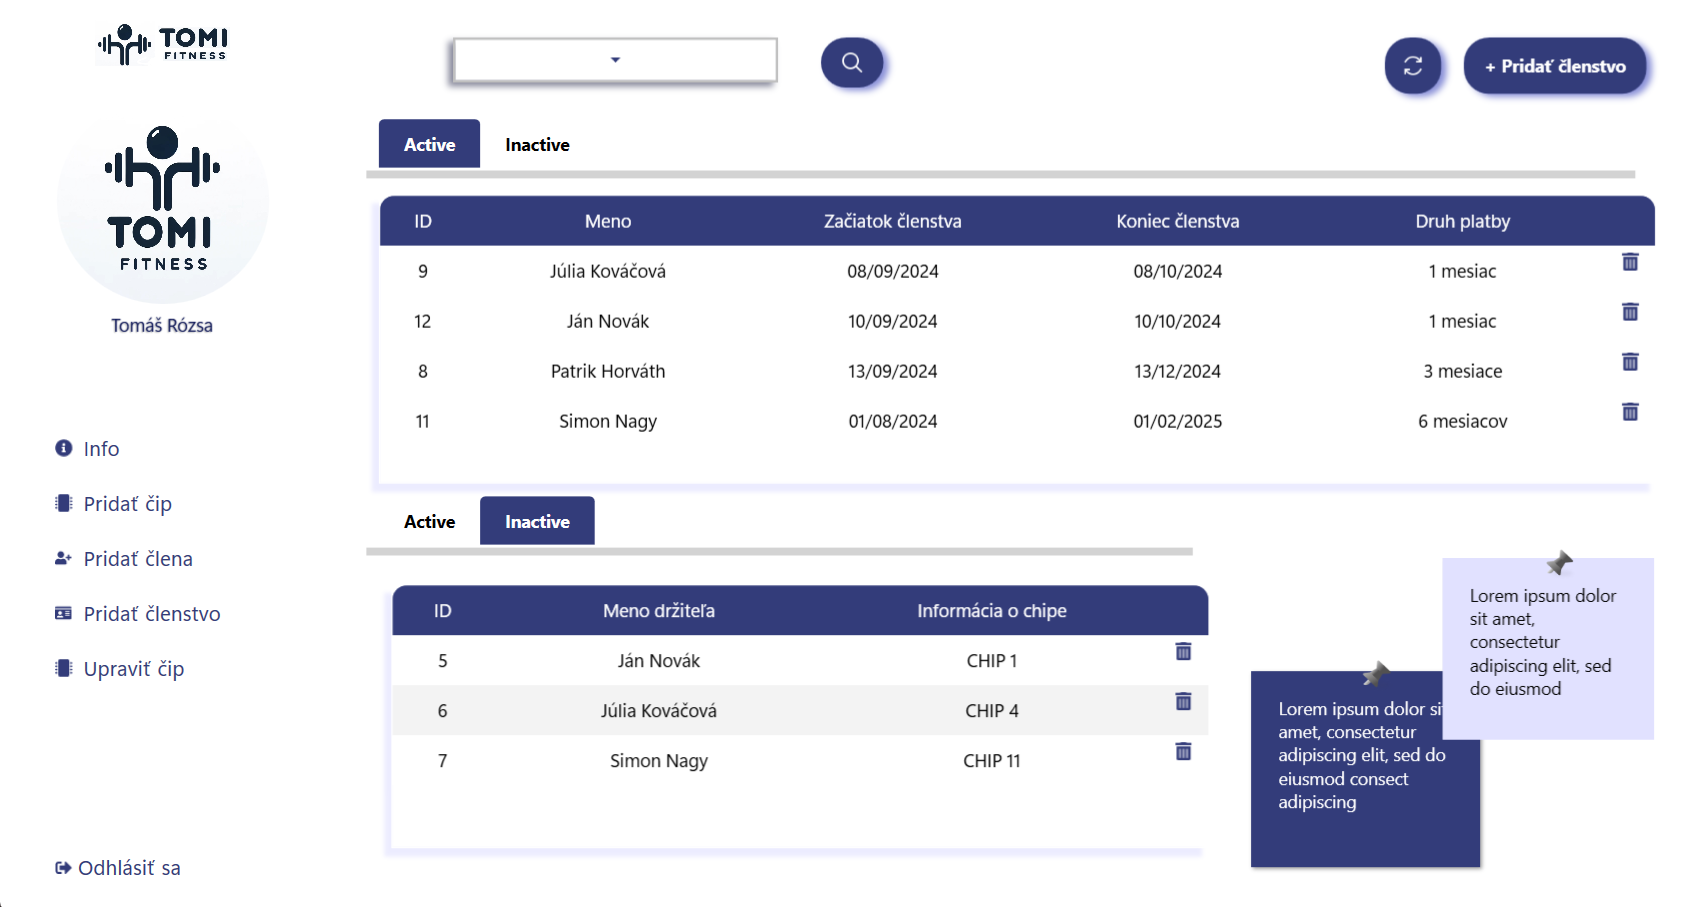 TOMI
FITNESS
+ Pridať členstvo
TOMI
FITNESS
Tomáš Rózsa
Info
Pridať čip
Pridať člena
Pridať členstvo
Upraviť čip
Odhlásiť sa
Active Inactive
ID Meno Začiatok členstva Koniec členstva Druh platby
9 Júlia Kováčová 08/09/2024 08/10/2024 1 mesiac
12 Ján Novák 10/09/2024 10/10/2024 1 mesiac
8 Patrik Horváth 13/09/2024 13/12/2024 3 mesiace
11 Simon Nagy 01/08/2024 01/02/2025 6 mesiacov
Active Inactive
ID Meno držiteľa Informácia o chipe
5 Ján Novák CHIP 1
6 Júlia Kováčová CHIP 4
7 Simon Nagy CHIP 11
Lorem ipsum dolor si
amet, consectetur
adipiscing elit, sed do
eiusmod consect
adipiscing
Lorem ipsum dolor
sit amet,
consectetur
adipiscing elit, sed
do eiusmod